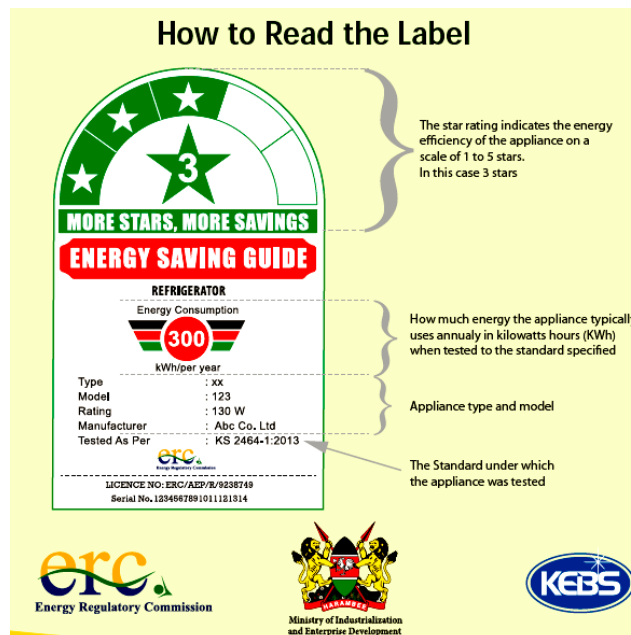 How to Read the Label
3
MORE STARS, MORE SAVINGS
ENERGY SAVING GUIDE
REFRIGERATOR
Energy Consumption
300
kWh/per year
Type : xx
Model : 123
Rating : 130 W
Manufacturer : Abc Co. Ltd
Tested As Per : KS 2464-1:2013
erc.
Energy Regulatory Commission
LICENCE NO: ERC/AEP/R/9238749
Serial No. 1234567891011121314
The star rating indicates the energy
efficiency of the appliance on a
scale of 1 to 5 stars.
In this case 3 stars
How much energy the appliance typically
uses annualy in kilowatts hours (KWh)
when tested to the standard specified
Appliance type and model
The Standard under which
the appliance was tested
erc.
Energy Regulatory Commission
HARAMBEE
Ministry of Industrialization
and Enterprise Development
KEBS